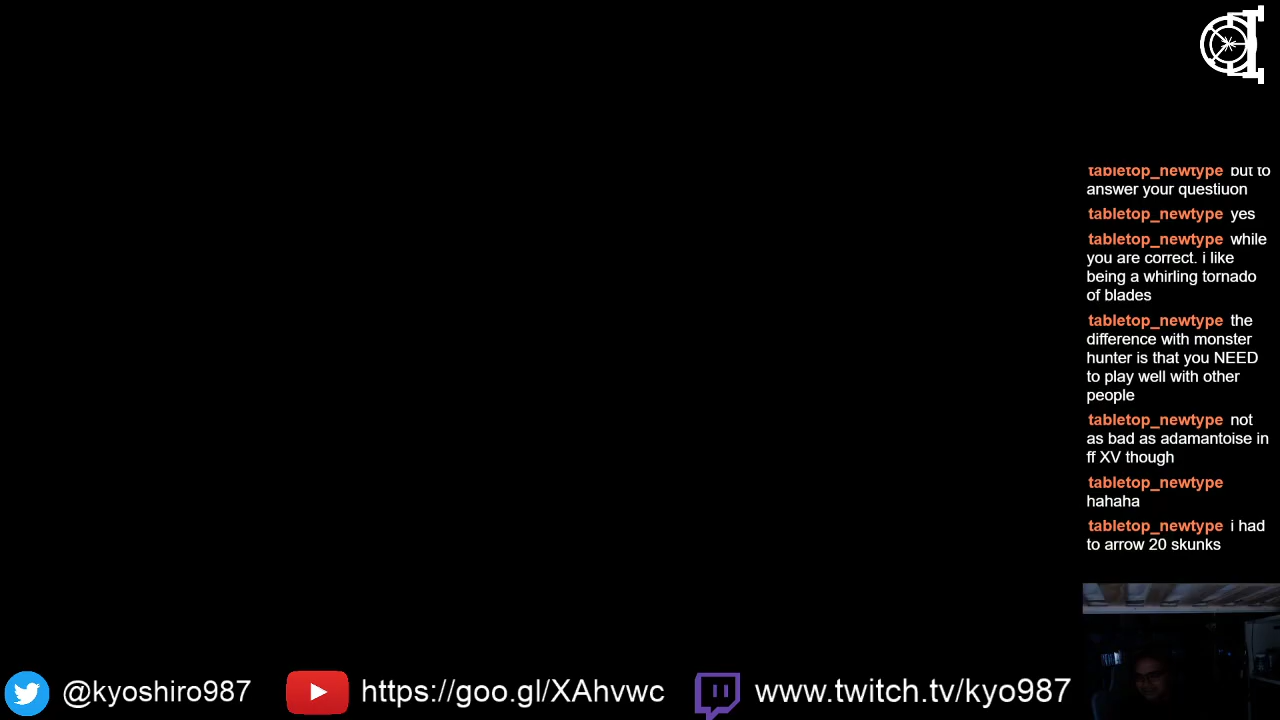 tabletop_newtype but to
answer your questiuon
tabletop_newtype yes
tabletop_newtype while
you are correct. i like
being a whirling tornado
of blades
tabletop_newtype the
difference with monster
hunter is that you NEED
to play well with other
people
tabletop_newtype not
as bad as adamantoise in
ff XV though
tabletop_newtype
hahaha
tabletop_newtype i had
to arrow 20 skunks
@kyoshiro987 https://goo.gl/XAhvwc www.twitch.tv/kyo987